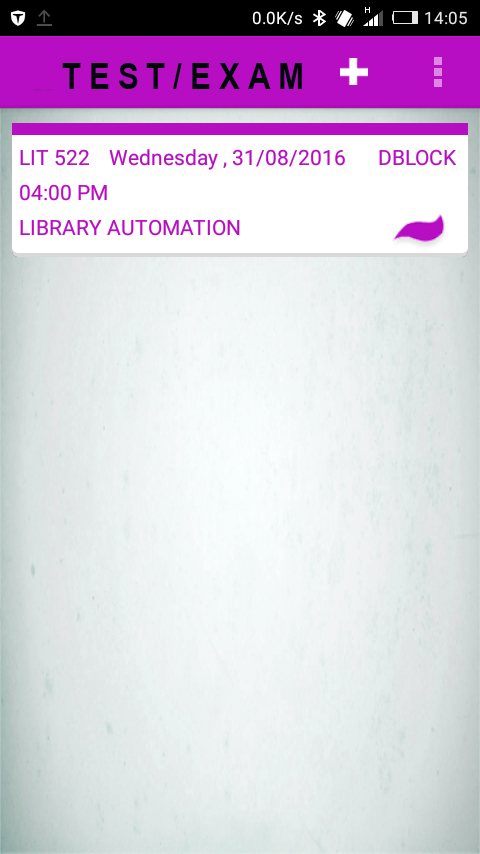 0.0K/s H 14:05
TEST/EXAM
LIT 522 Wednesday , 31/08/2016 DBLOCK
04:00 PM
LIBRARY AUTOMATION